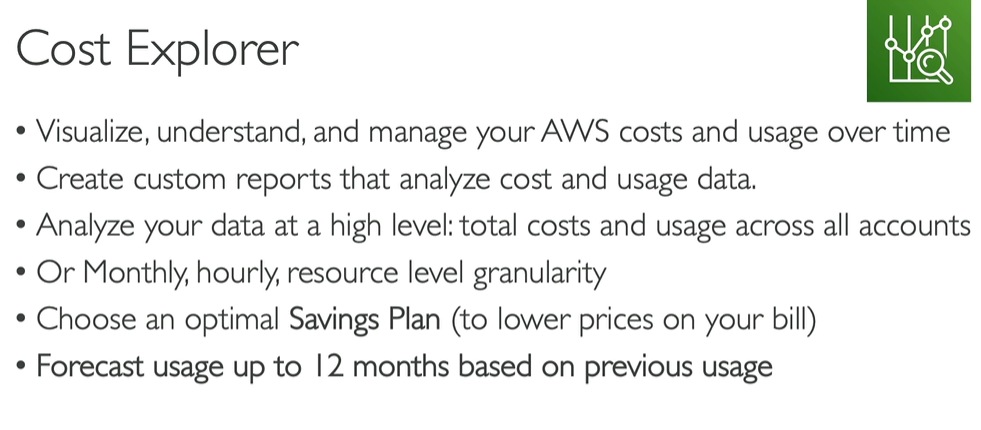 Cost Explorer
• Visualize, understand, and manage your AWS costs and usage over time
• Create custom reports that analyze cost and usage data.
• Analyze your data at a high level: total costs and usage across all accounts
• Or Monthly, hourly, resource level granularity
• Choose an optimal Savings Plan (to lower prices on your bill)
• Forecast usage up to 12 months based on previous usage